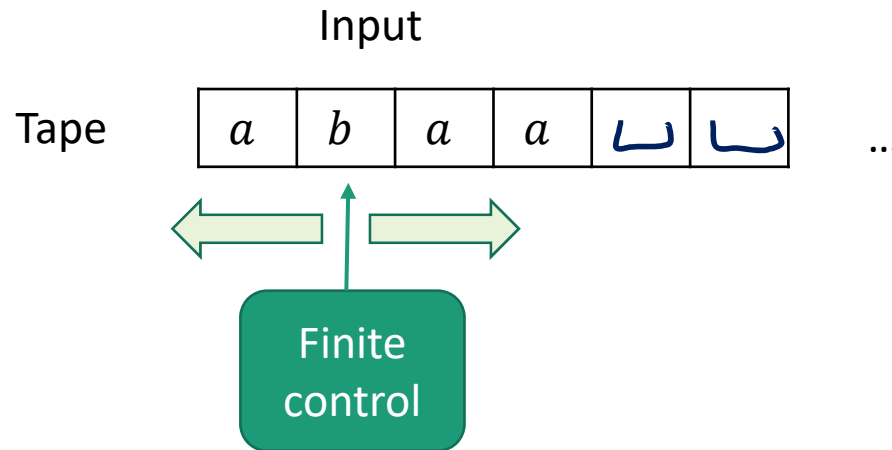 Input
Tape a b a a ⊔ ⊔ ...
Finite
control